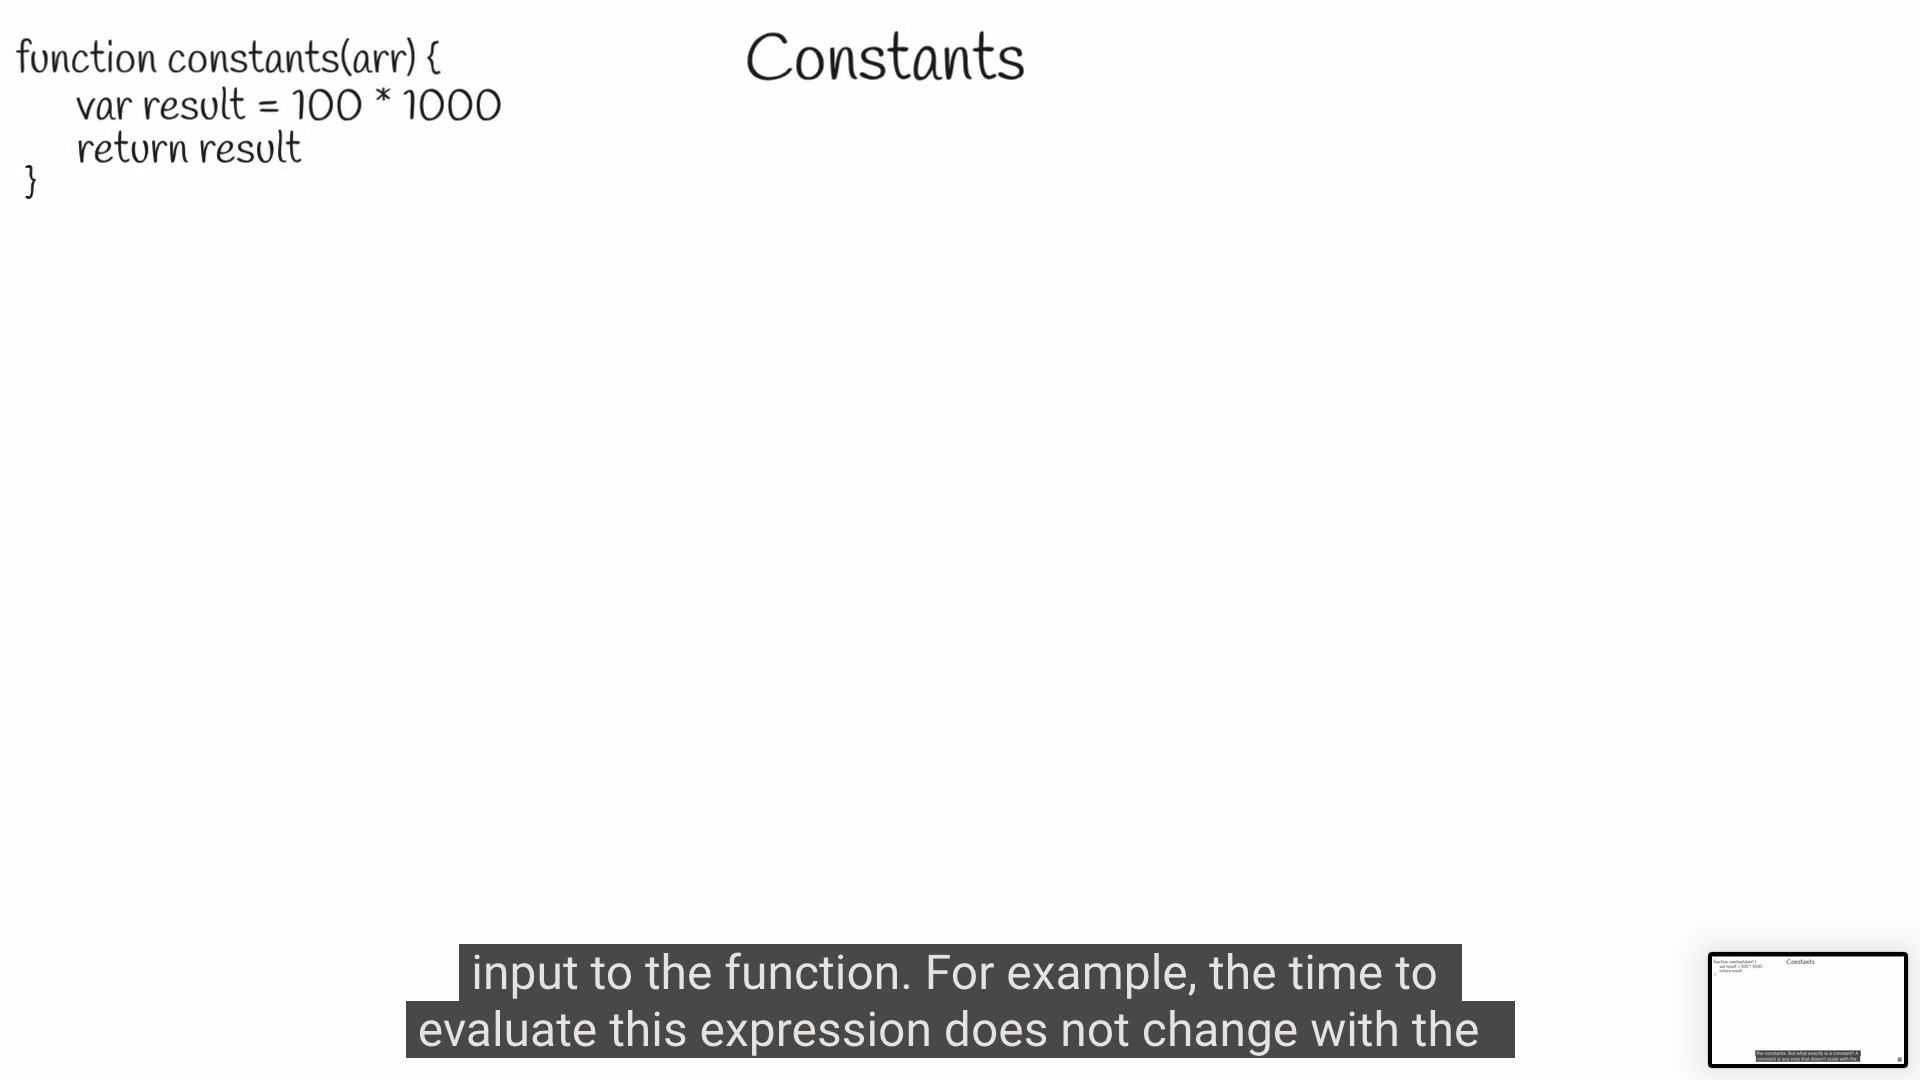 function constants(arr) {
Constants
var result = 100 * 1000
return result
}
input to the function. For example, the time to
evaluate this expression does not change with the
function constants(arr) {
Constants
var result = 100 * 1000
return result
the constants. But what exactly is a constant? A
constant is any step that doesn't scale with the